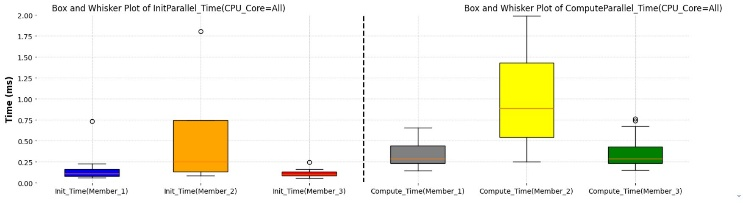 Box and Whisker Plot of InitParallel_Time(CPU_Core=All)
Box and Whisker Plot of ComputeParallel_Time(CPU_Core=All)
Time (ms)
2.00
1.75
1.50
1.25
1.00
0.75
0.50
0.25
0.00
Init_Time(Member_1)
Init_Time(Member_2)
Init_Time(Member_3)
Compute_Time(Member_1)
Compute_Time(Member_2)
Compute_Time(Member_3)